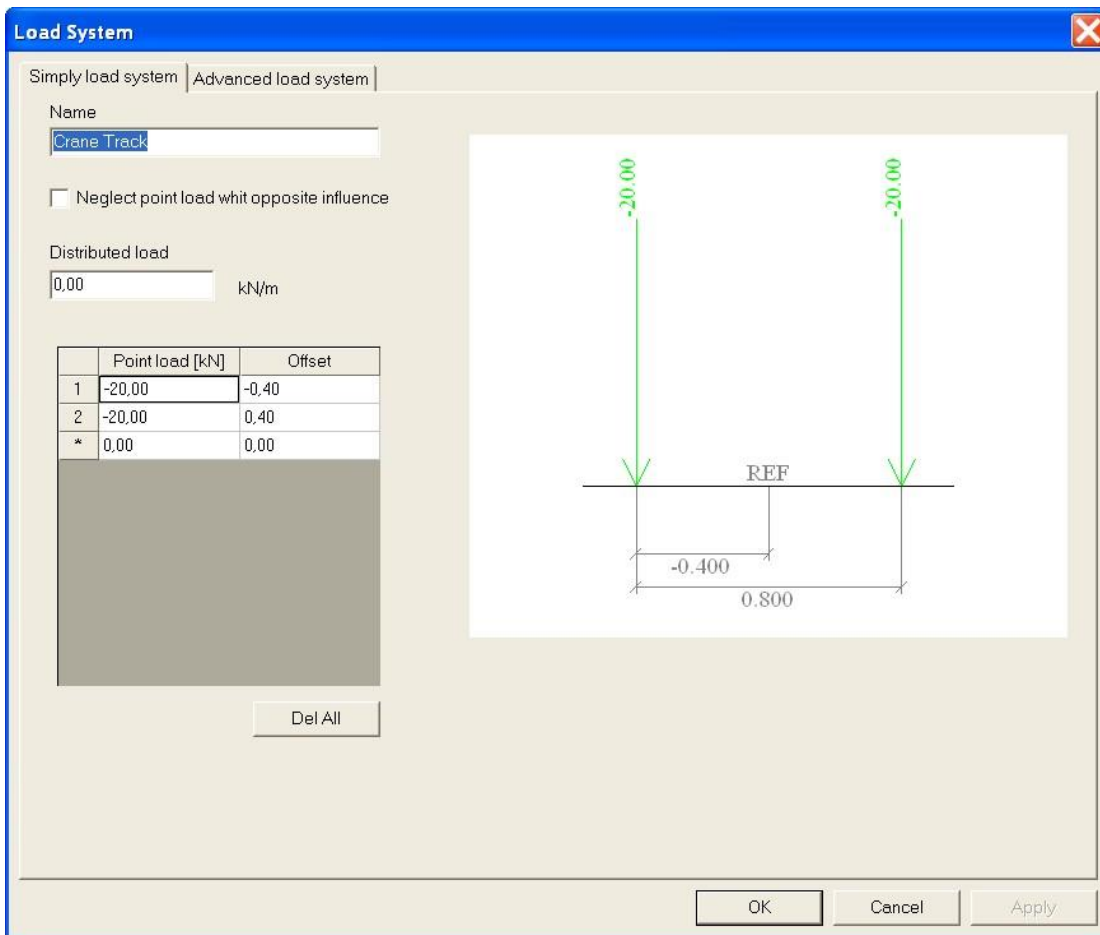 Load System
Simply load system
Advanced load system
Name
Crane Track
Neglect point load whit opposite influence
Distributed load
0,00 kN/m
Point load [kN] Offset
1 -20,00 -0,40
2 -20,00 0,40
* 0,00 0,00
Del All
-20.00
-20.00
REF
-0.400
0.800
OK
Cancel
Apply